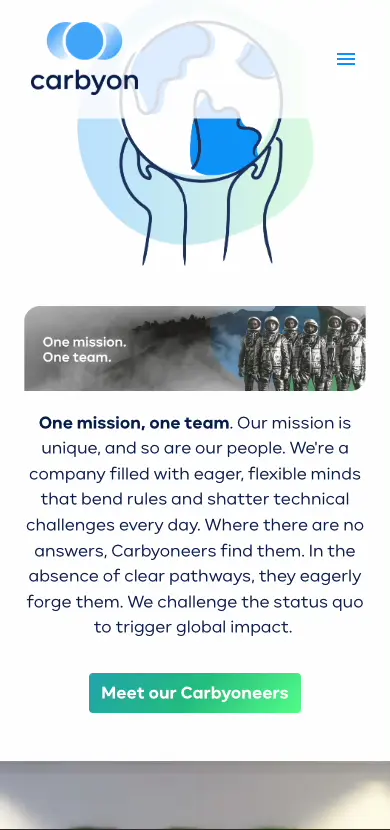 carbyon
One mission.
One team.
One mission, one team. Our mission is
unique, and so are our people. We're a
company filled with eager, flexible minds
that bend rules and shatter technical
challenges every day. Where there are no
answers, Carbyoneers find them. In the
absence of clear pathways, they eagerly
forge them. We challenge the status quo
to trigger global impact.
Meet our Carbyoneers